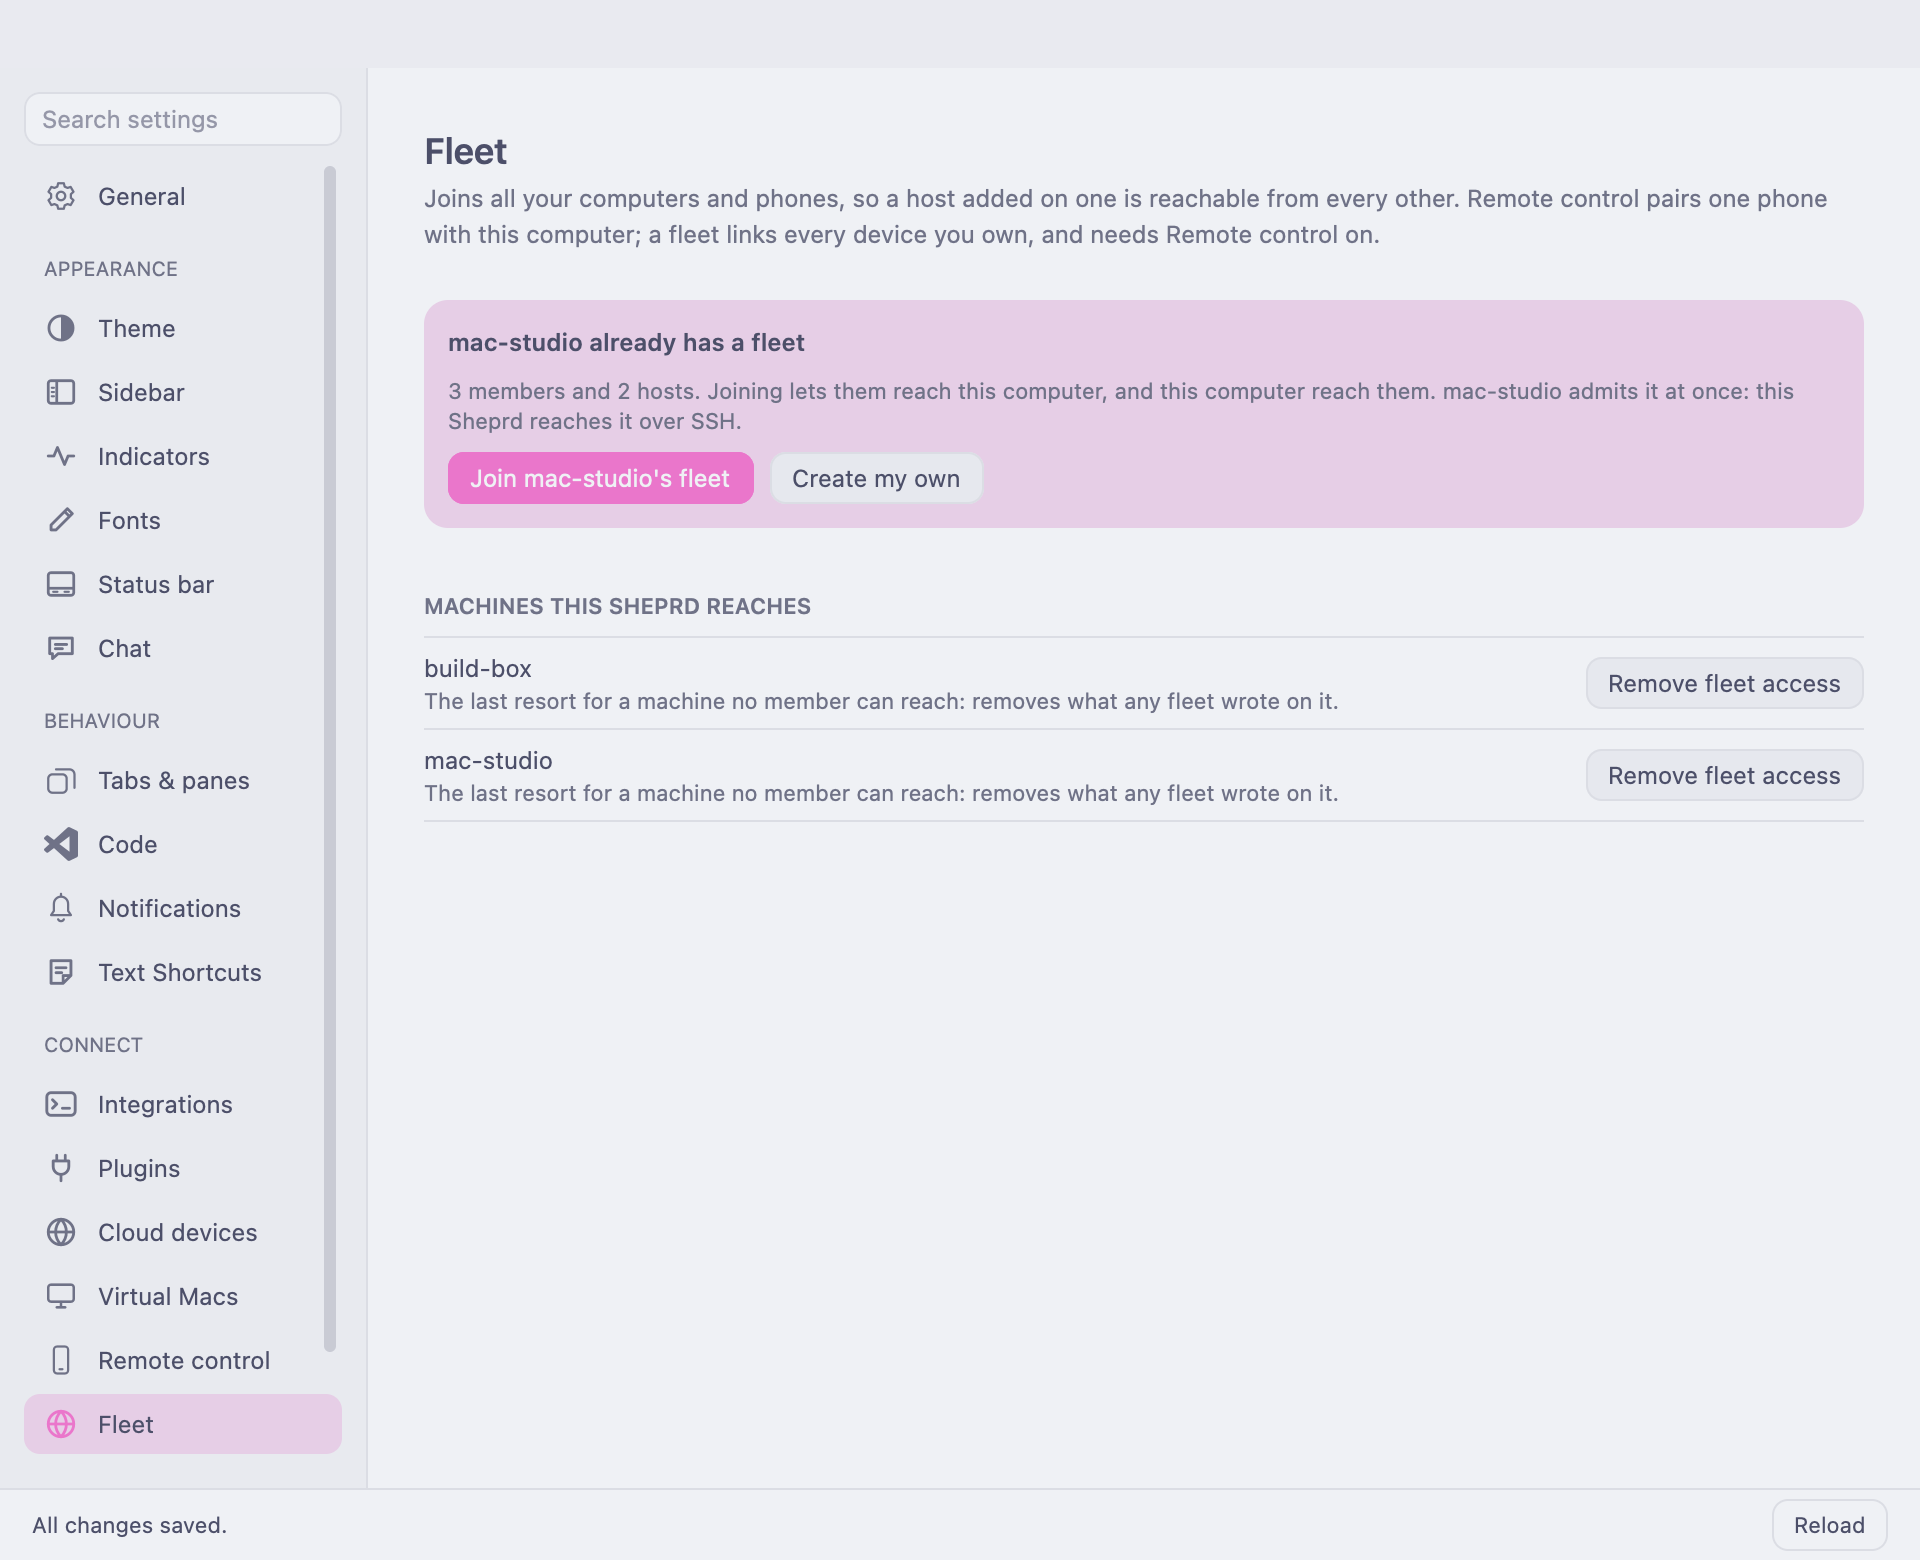 Search settings
General
APPEARANCE
Theme
Sidebar
Indicators
Fonts
Status bar
Chat
BEHAVIOUR
Tabs & panes
Code
Notifications
Text Shortcuts
CONNECT
Integrations
Plugins
Cloud devices
Virtual Macs
Remote control
Fleet
Fleet
Joins all your computers and phones, so a host added on one is reachable from every other. Remote control pairs one phone
with this computer; a fleet links every device you own, and needs Remote control on.
mac-studio already has a fleet
3 members and 2 hosts. Joining lets them reach this computer, and this computer reach them. mac-studio admits it at once: this
Sheprd reaches it over SSH.
Join mac-studio's fleet
Create my own
MACHINES THIS SHEPRD REACHES
build-box
The last resort for a machine no member can reach: removes what any fleet wrote on it.
Remove fleet access
mac-studio
The last resort for a machine no member can reach: removes what any fleet wrote on it.
Remove fleet access
All changes saved.
Reload